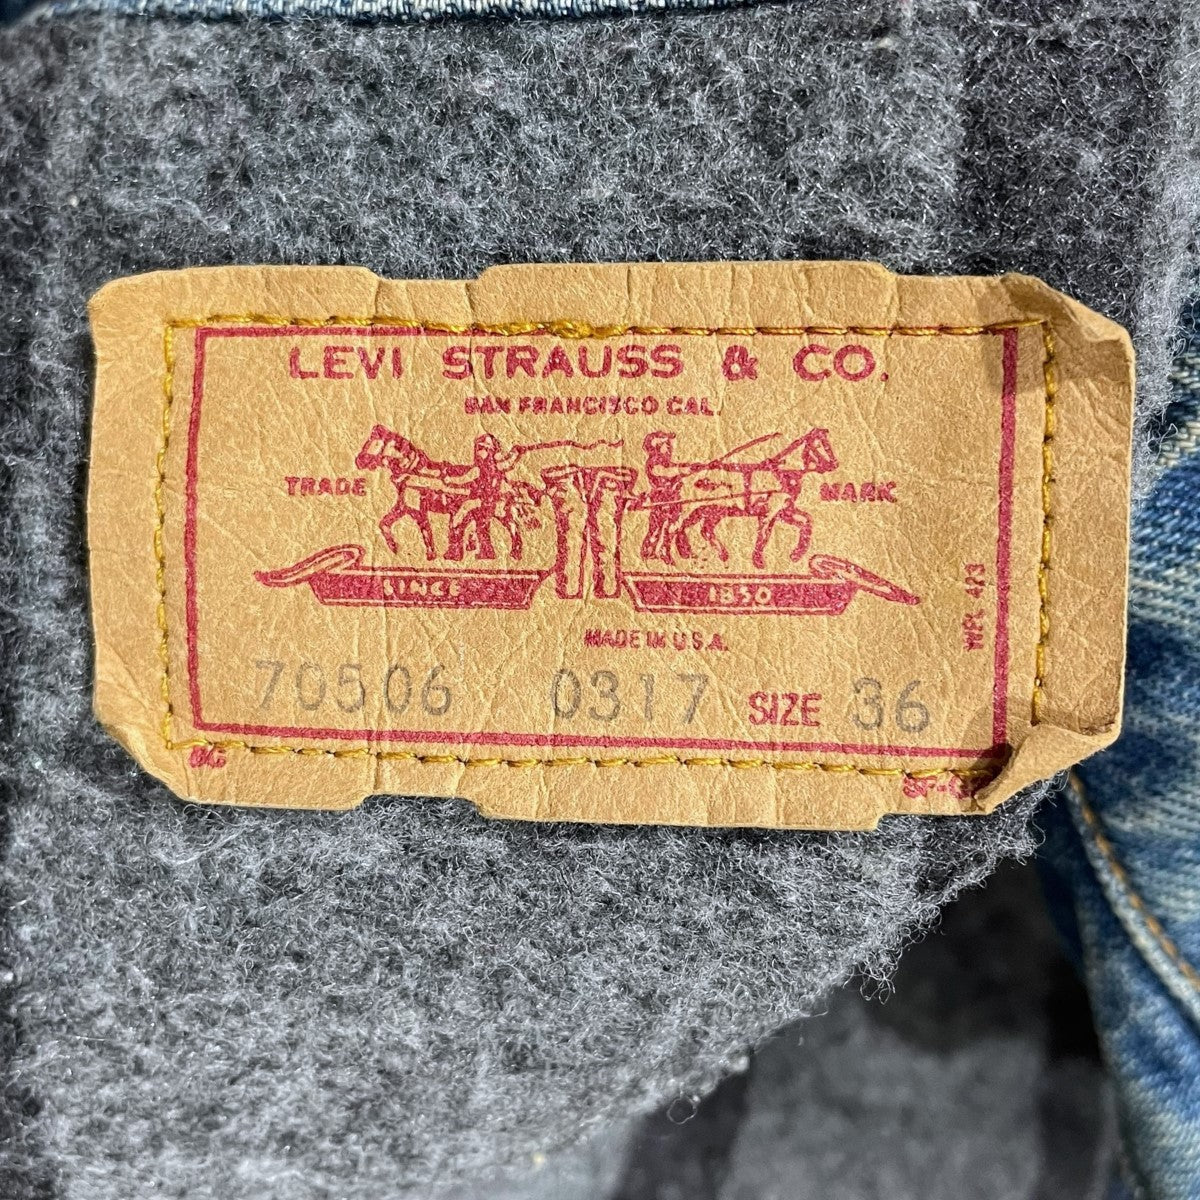 LEVI STRAUSS & CO.
SAN FRANCISCO CAL.
TRADE MARK
SINCE 1850
MADE IN U.S.A.
WPL 423
70506 0317 SIZE 36